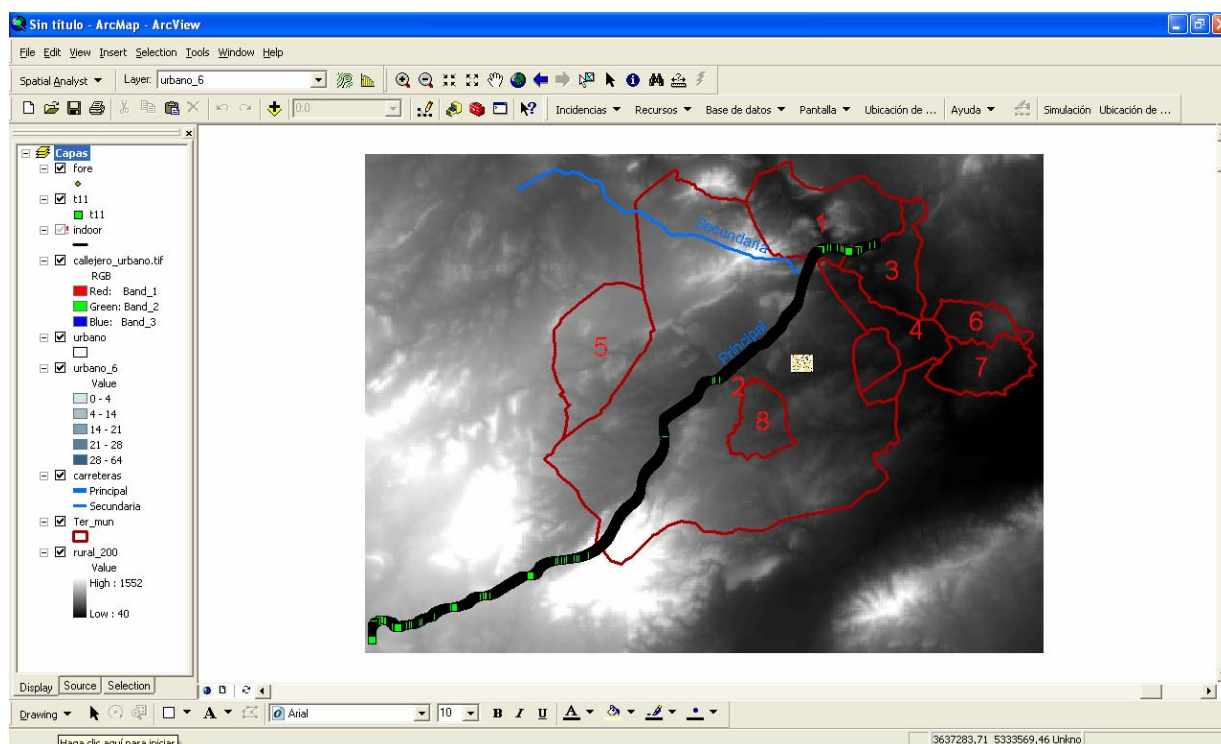 Sin título - ArcMap - ArcView
File Edit View Insert Selection Tools Window Help
Spatial Analyst Layer: urbano_6
0:0 Incidencias Recursos Base de datos Pantalla Ubicación de ... Ayuda Simulación Ubicación de ...
Capas
fore
t11
t11
indoor
callejero_urbano.tif
RGB
Red: Band_1
Green: Band_2
Blue: Band_3
urbano
urbano_6
Value
0 - 4
4 - 14
14 - 21
21 - 28
28 - 64
carreteras
Principal
Secundaria
Ter_mun
rural_200
Value
High : 1552
Low : 40
Secundaria
Principal
1
3
4
6
7
5
2
8
Display Source Selection
Drawing A Arial 10 B I U A
Haga clic aquí para iniciar
3637283,71 5333569,46 Unkno